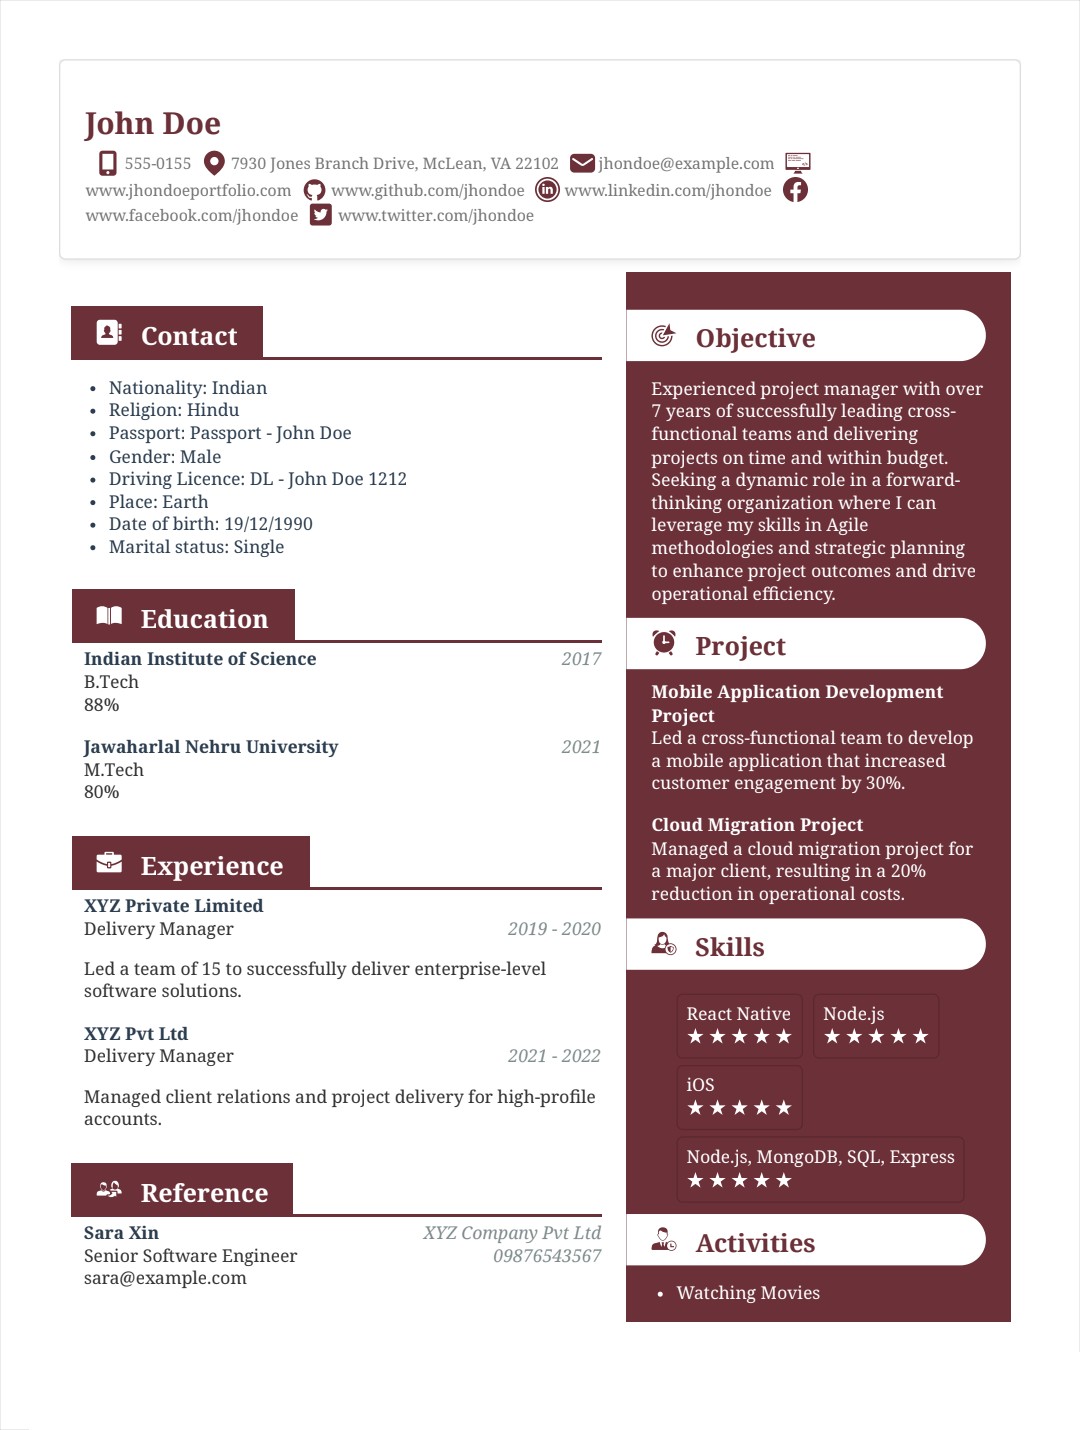 John Doe
555-0155 7930 Jones Branch Drive, McLean, VA 22102 jhondoe@example.com
www.jhondoeportfolio.com www.github.com/jhondoe www.linkedin.com/jhondoe
www.facebook.com/jhondoe www.twitter.com/jhondoe
Contact
• Nationality: Indian
• Religion: Hindu
• Passport: Passport - John Doe
• Gender: Male
• Driving Licence: DL - John Doe 1212
• Place: Earth
• Date of birth: 19/12/1990
• Marital status: Single
Education
Indian Institute of Science 2017
B.Tech
88%
Jawaharlal Nehru University 2021
M.Tech
80%
Experience
XYZ Private Limited
Delivery Manager 2019 - 2020
Led a team of 15 to successfully deliver enterprise-level
software solutions.
XYZ Pvt Ltd
Delivery Manager 2021 - 2022
Managed client relations and project delivery for high-profile
accounts.
Reference
Sara Xin XYZ Company Pvt Ltd
Senior Software Engineer 09876543567
sara@example.com
Objective
Experienced project manager with over
7 years of successfully leading cross-
functional teams and delivering
projects on time and within budget.
Seeking a dynamic role in a forward-
thinking organization where I can
leverage my skills in Agile
methodologies and strategic planning
to enhance project outcomes and drive
operational efficiency.
Project
Mobile Application Development
Project
Led a cross-functional team to develop
a mobile application that increased
customer engagement by 30%.
Cloud Migration Project
Managed a cloud migration project for
a major client, resulting in a 20%
reduction in operational costs.
Skills
React Native Node.js
★★★★★ ★★★★★
iOS
★★★★★
Node.js, MongoDB, SQL, Express
★★★★★
Activities
• Watching Movies